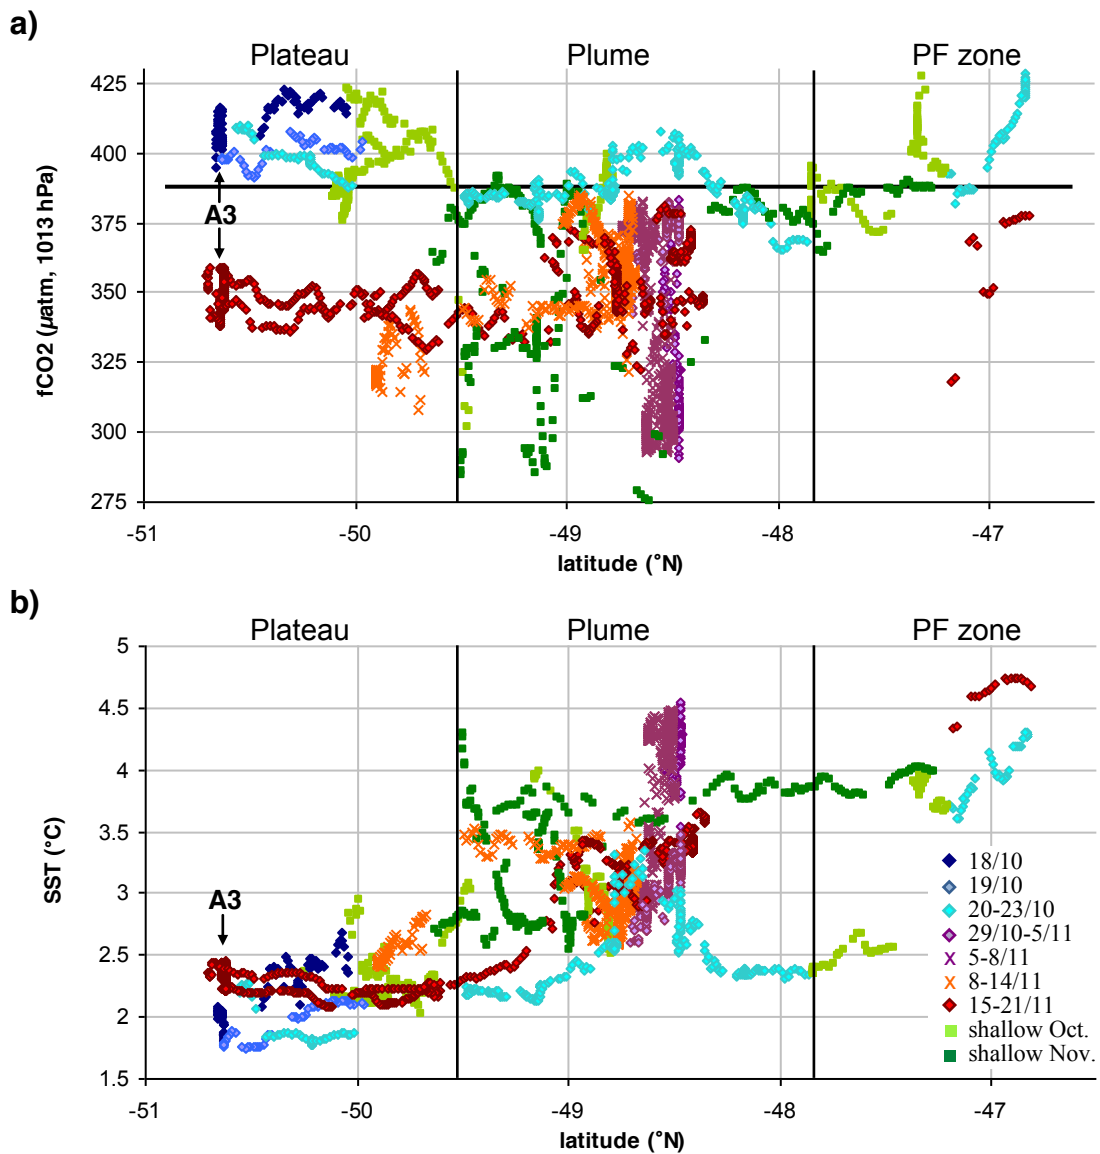 a)
Plateau Plume PF zone
425
400
375
350
325
300
275
A3
fCO2 (µatm, 1013 hPa)
-51 -50 -49 -48 -47
latitude (°N)
b)
Plateau Plume PF zone
5
4.5
4
3.5
3
2.5
2
1.5
A3
SST (°C)
18/10
19/10
20-23/10
29/10-5/11
5-8/11
8-14/11
15-21/11
shallow Oct.
shallow Nov.
-51 -50 -49 -48 -47
latitude (°N)